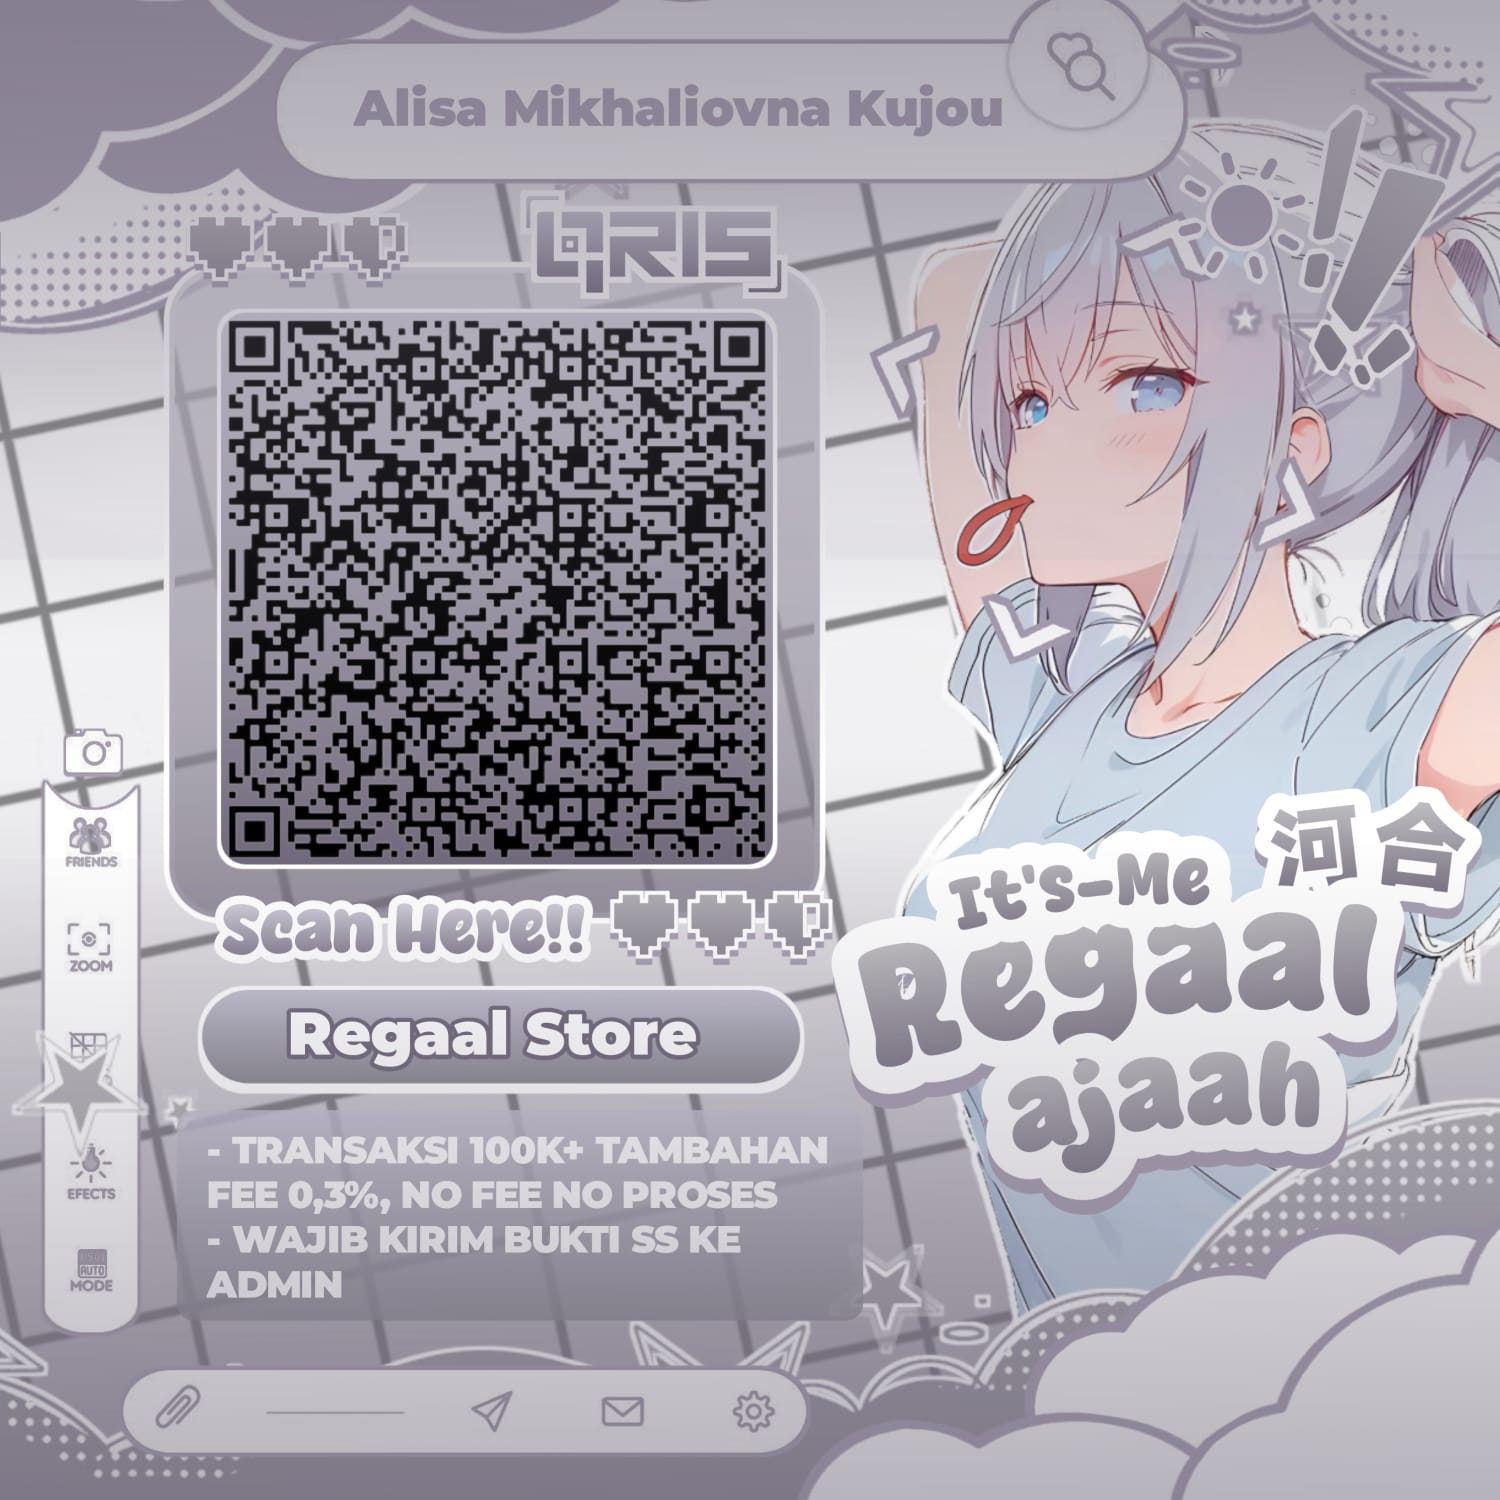 Alisa Mikhaliovna Kujou
QRIS
Scan Here!!
Regaal Store
- TRANSAKSI 100K+ TAMBAHAN
FEE 0,3%, NO FEE NO PROSES
- WAJIB KIRIM BUKTI SS KE
ADMIN
FRIENDS
ZOOM
EFECTS
AUTO
MODE
It's-Me 河合
Regaal
ajaah